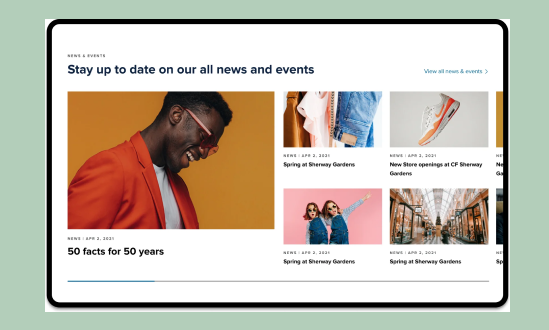 NEWS & EVENTS
Stay up to date on our all news and events
View all news & events >
NEWS | APR 2, 2021
50 facts for 50 years
NEWS | APR 2, 2021
Spring at Sherway Gardens
NEWS | APR 2, 2021
New Store openings at CF Sherway
Gardens
NEWS | APR 2, 2021
Spring at Sherway Gardens
NEWS | APR 2, 2021
Spring at Sherway Gardens